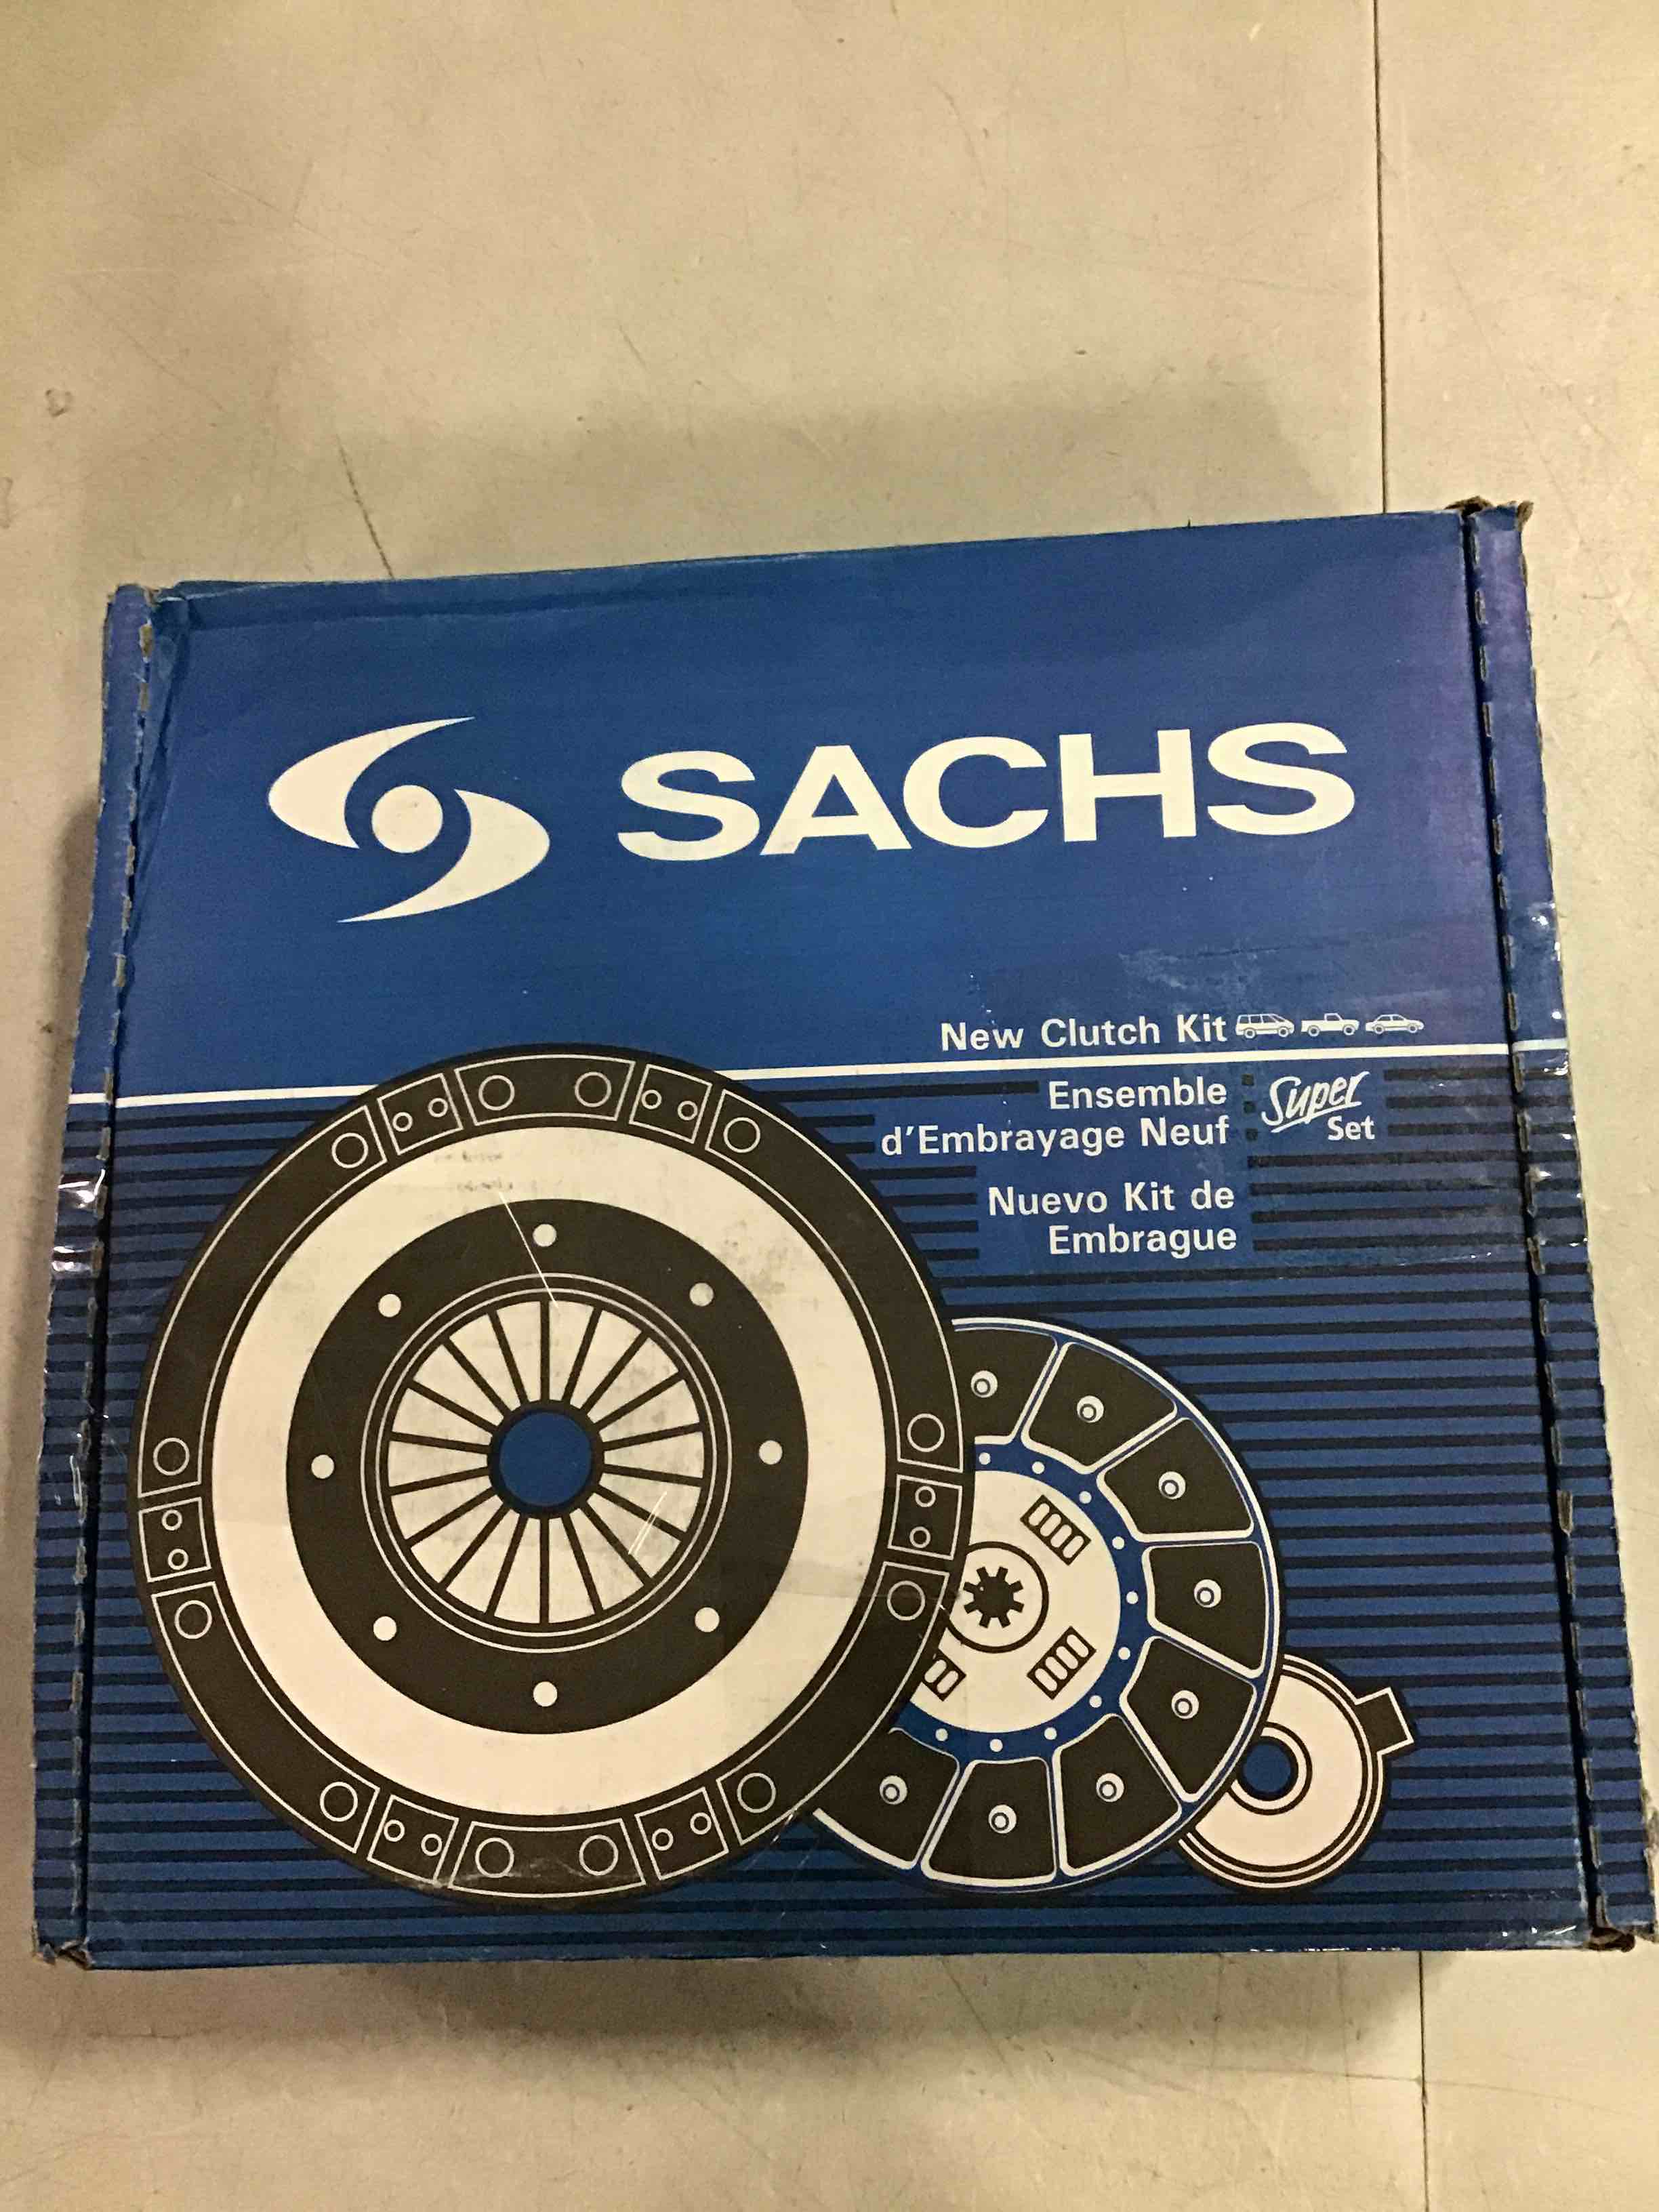 SACHS
New Clutch Kit
Ensemble
d'Embrayage Neuf
Super
Set
Nuevo Kit de
Embrague